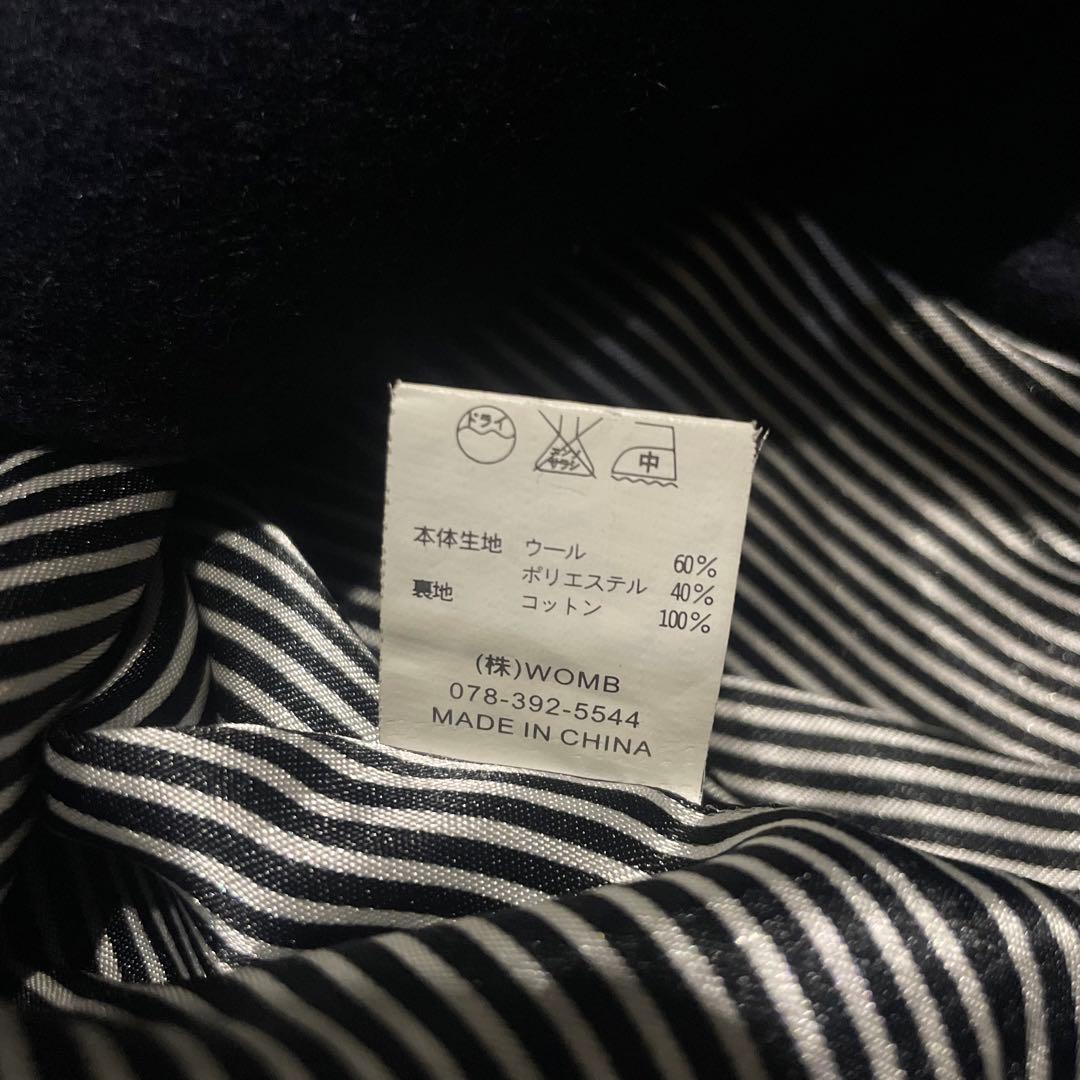 ドライ
エンソ
サラシ
中
本体生地 ウール 60%
ポリエステル 40%
裏地 コットン 100%
(株)WOMB
078-392-5544
MADE IN CHINA